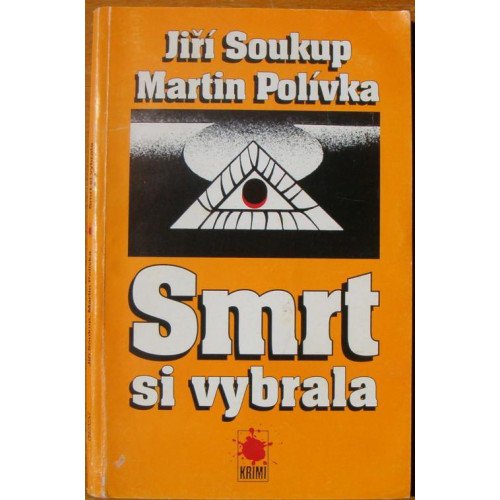 Jiří Soukup
Martin Polívka
Smrt
si vybrala
KRIMI